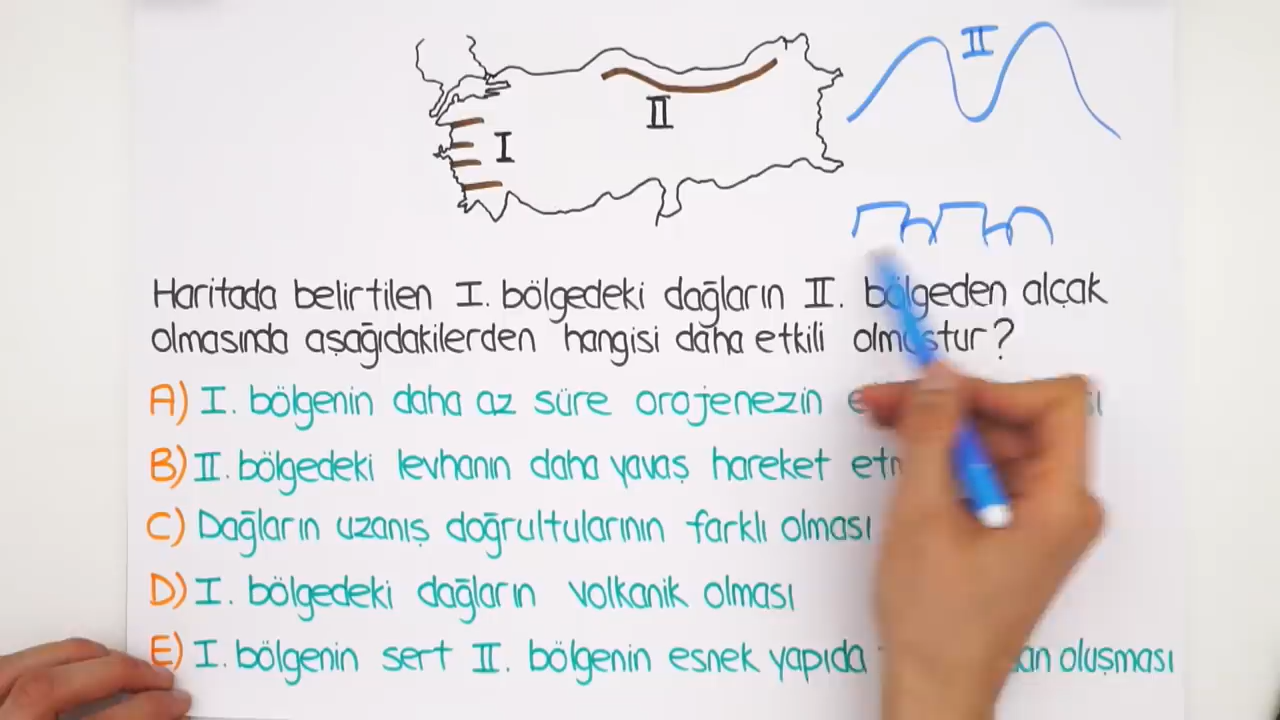 II
I
II
Haritada belirtilen I. bölgedeki dağların II. bölgeden alçak
olmasında aşağıdakilerden hangisi daha etkili olmuştur?
A) I. bölgenin daha az süre orojenezin
B) II. bölgedeki levhanın daha yavaş hareket
C) Dağların uzanış doğrultularının farklı olması
D) I. bölgedeki dağların volkanik olması
E) I. bölgenin sert II. bölgenin esnek yapıda oluşması